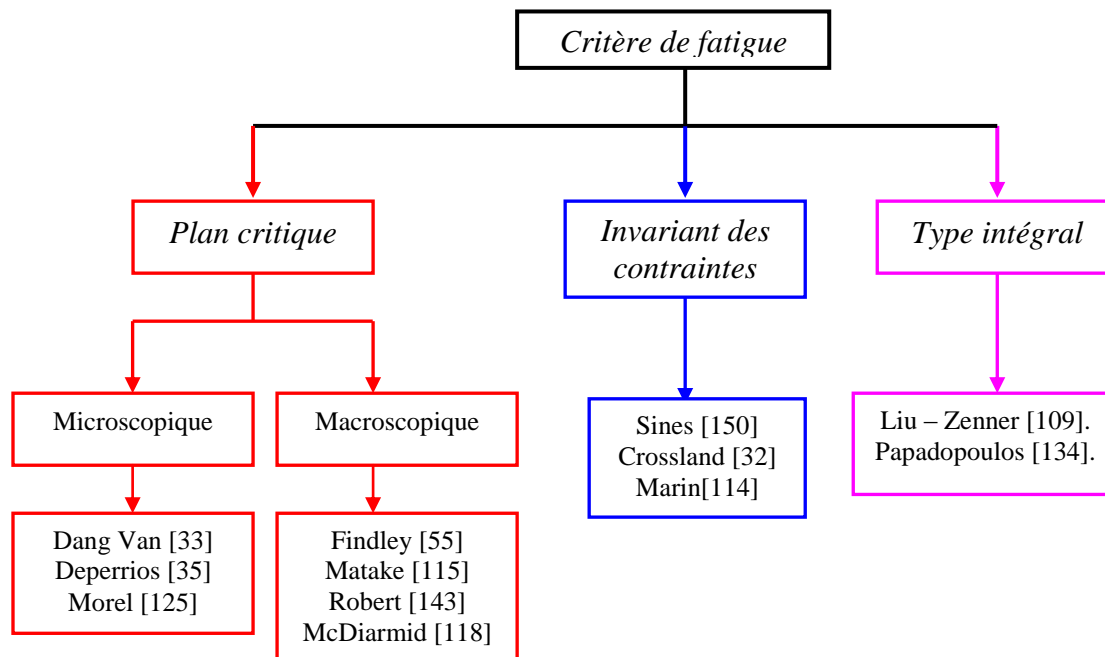 Critère de fatigue
Plan critique
Invariant des
contraintes
Type intégral
Microscopique
Macroscopique
Sines [150]
Crossland [32]
Marin[114]
Liu – Zenner [109].
Papadopoulos [134].
Dang Van [33]
Deperrios [35]
Morel [125]
Findley [55]
Matake [115]
Robert [143]
McDiarmid [118]